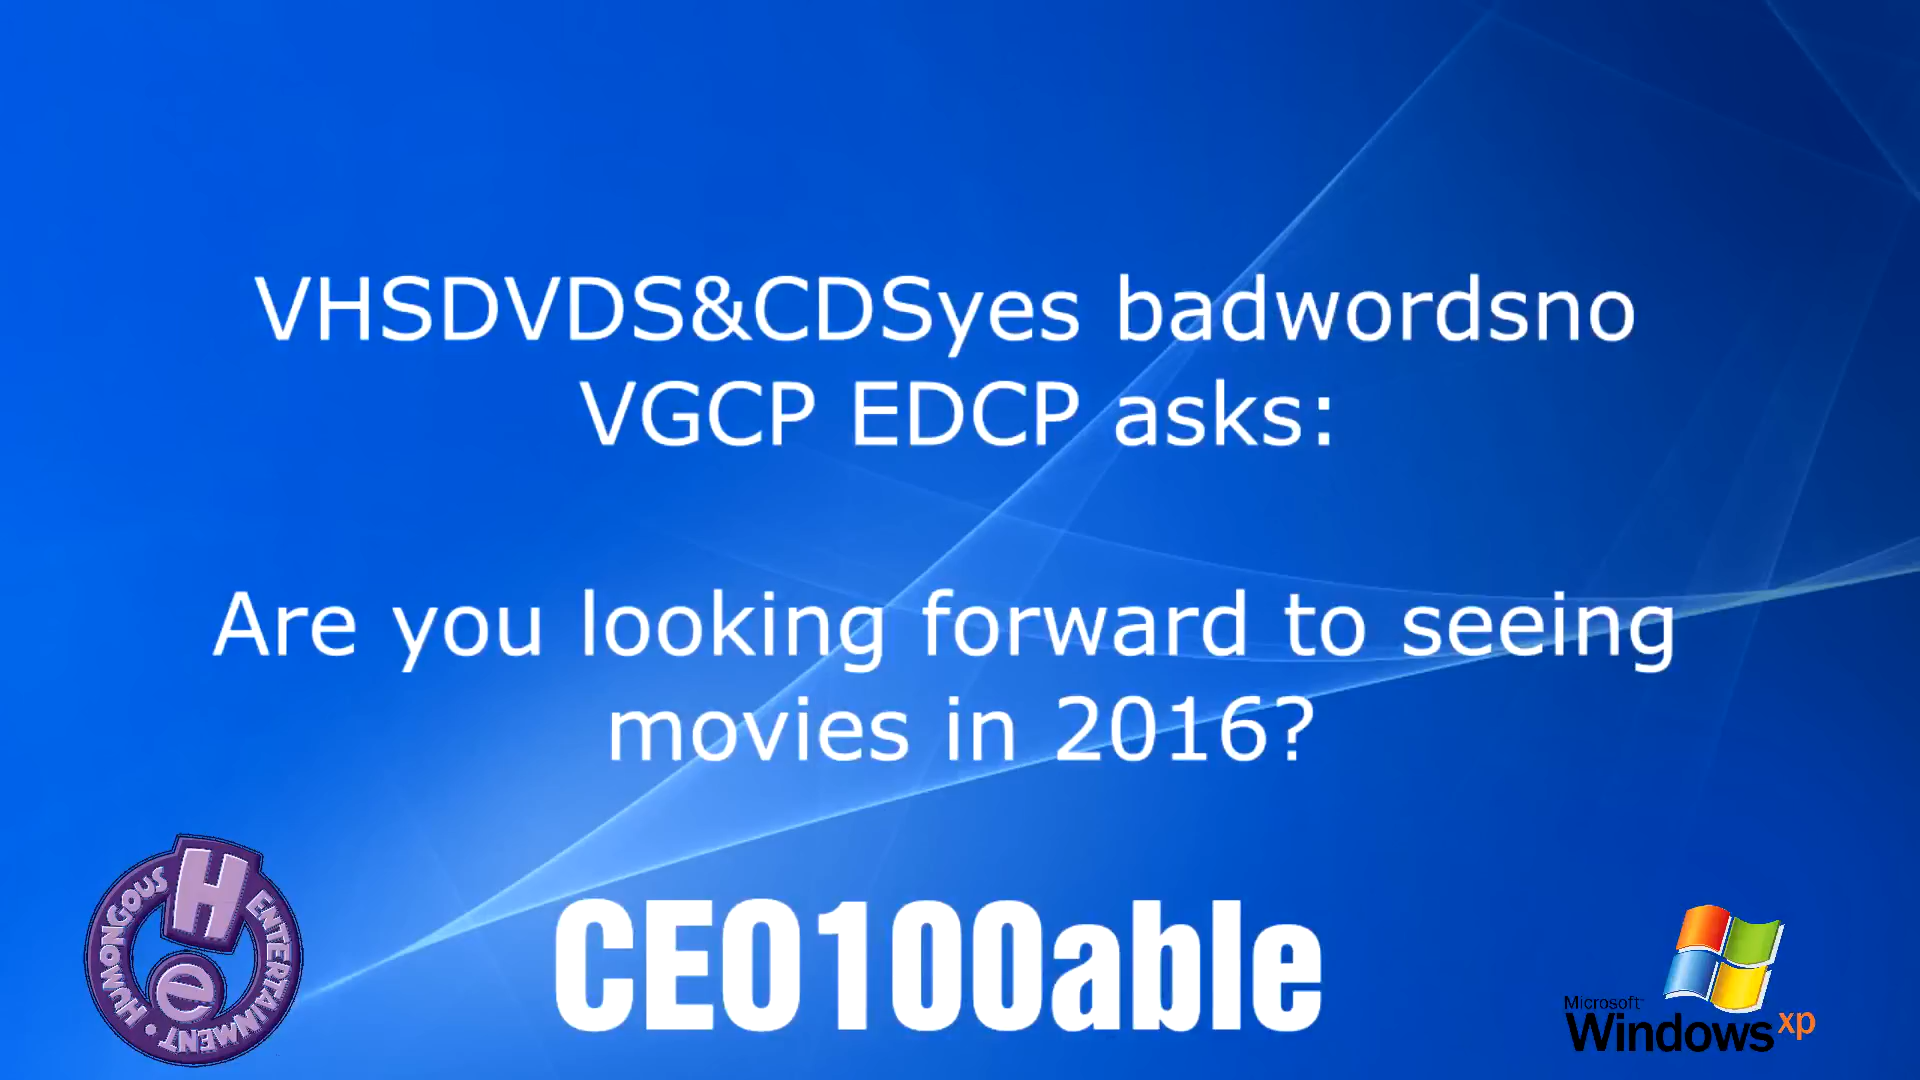 VHSDVDS&CDSyes badwordsno
VGCP EDCP asks:
Are you looking forward to seeing
movies in 2016?
HUMONGOUS ENTERTAINMENT
H
e
CEO100able
Microsoft
Windows xp